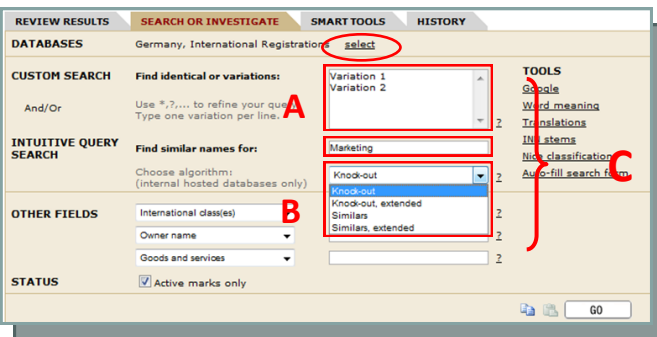 REVIEW RESULTS SEARCH OR INVESTIGATE SMART TOOLS HISTORY
DATABASES Germany, International Registrations select
CUSTOM SEARCH Find identical or variations: Variation 1 TOOLS
Variation 2 Google
And/Or Use *,?,... to refine your query. A Word meaning
Type one variation per line. ? Translations
INN stems
INTUITIVE QUERY SEARCH Find similar names for: Marketing Nice classification
Choose algorithm: Knock-out ? Auto-fill search form C
(internal hosted databases only) Knock-out
B Knock-out, extended
OTHER FIELDS International class(es) Similars ?
Similars, extended
Owner name ?
Goods and services ?
STATUS Active marks only
GO